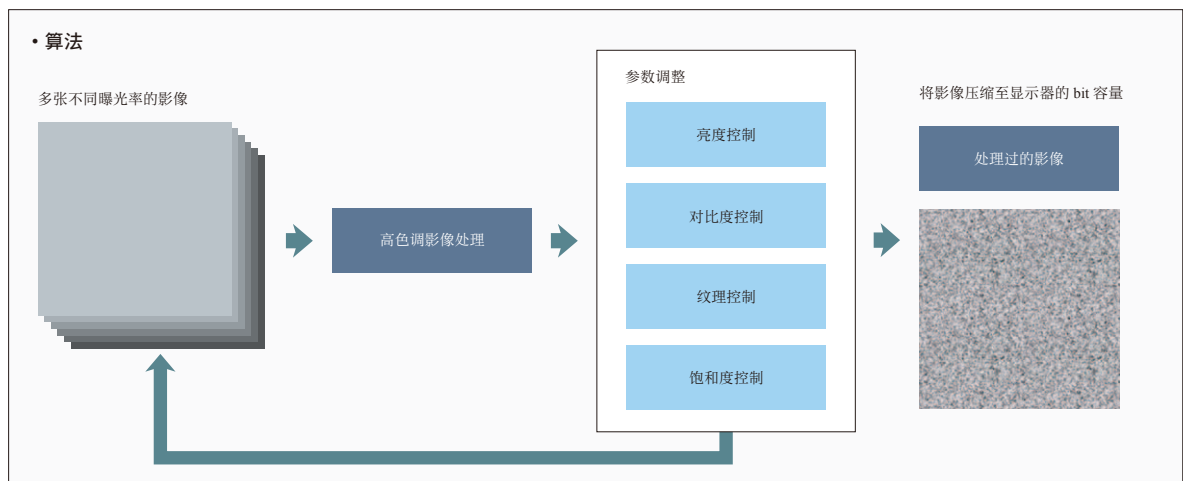 ・算法
多张不同曝光率的影像
高色调影像处理
参数调整
亮度控制
对比度控制
纹理控制
饱和度控制
将影像压缩至显示器的 bit 容量
处理过的影像